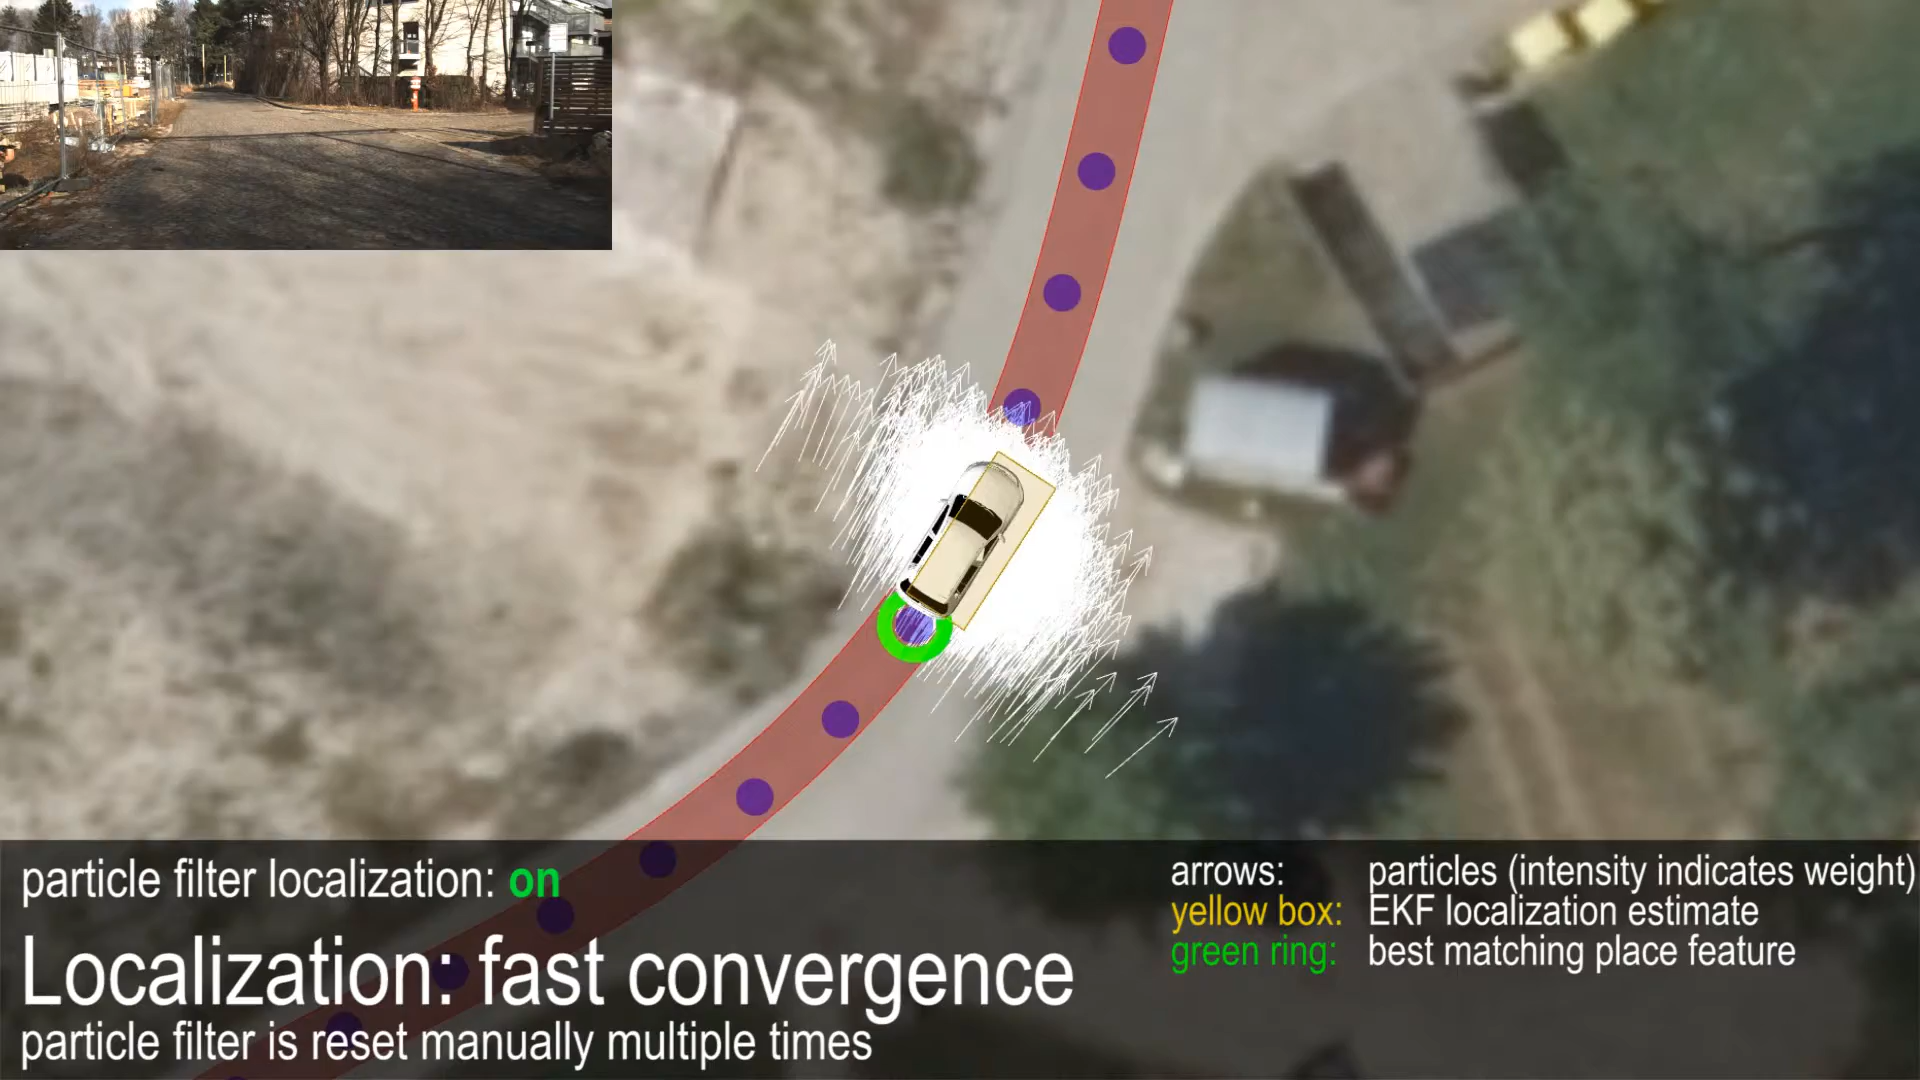 particle filter localization: on
Localization: fast convergence
particle filter is reset manually multiple times
arrows: particles (intensity indicates weight)
yellow box: EKF localization estimate
green ring: best matching place feature